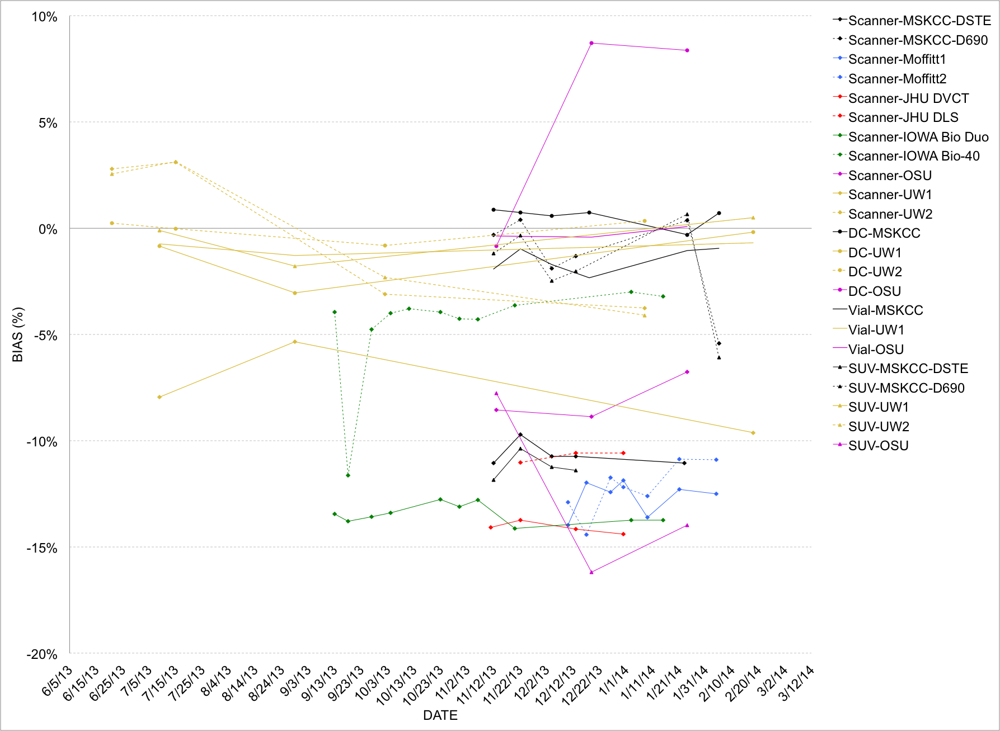 10%
5%
0%
-5%
-10%
-15%
-20%
BIAS (%)
6/5/13
6/15/13
6/25/13
7/5/13
7/15/13
7/25/13
8/4/13
8/14/13
8/24/13
9/3/13
9/13/13
9/23/13
10/3/13
10/13/13
10/23/13
11/2/13
11/12/13
11/22/13
12/2/13
12/12/13
12/22/13
1/1/14
1/11/14
1/21/14
1/31/14
2/10/14
2/20/14
3/2/14
3/12/14
DATE
Scanner-MSKCC-DSTE
Scanner-MSKCC-D690
Scanner-Moffitt1
Scanner-Moffitt2
Scanner-JHU DVCT
Scanner-JHU DLS
Scanner-IOWA Bio Duo
Scanner-IOWA Bio-40
Scanner-OSU
Scanner-UW1
Scanner-UW2
DC-MSKCC
DC-UW1
DC-UW2
DC-OSU
Vial-MSKCC
Vial-UW1
Vial-OSU
SUV-MSKCC-DSTE
SUV-MSKCC-D690
SUV-UW1
SUV-UW2
SUV-OSU